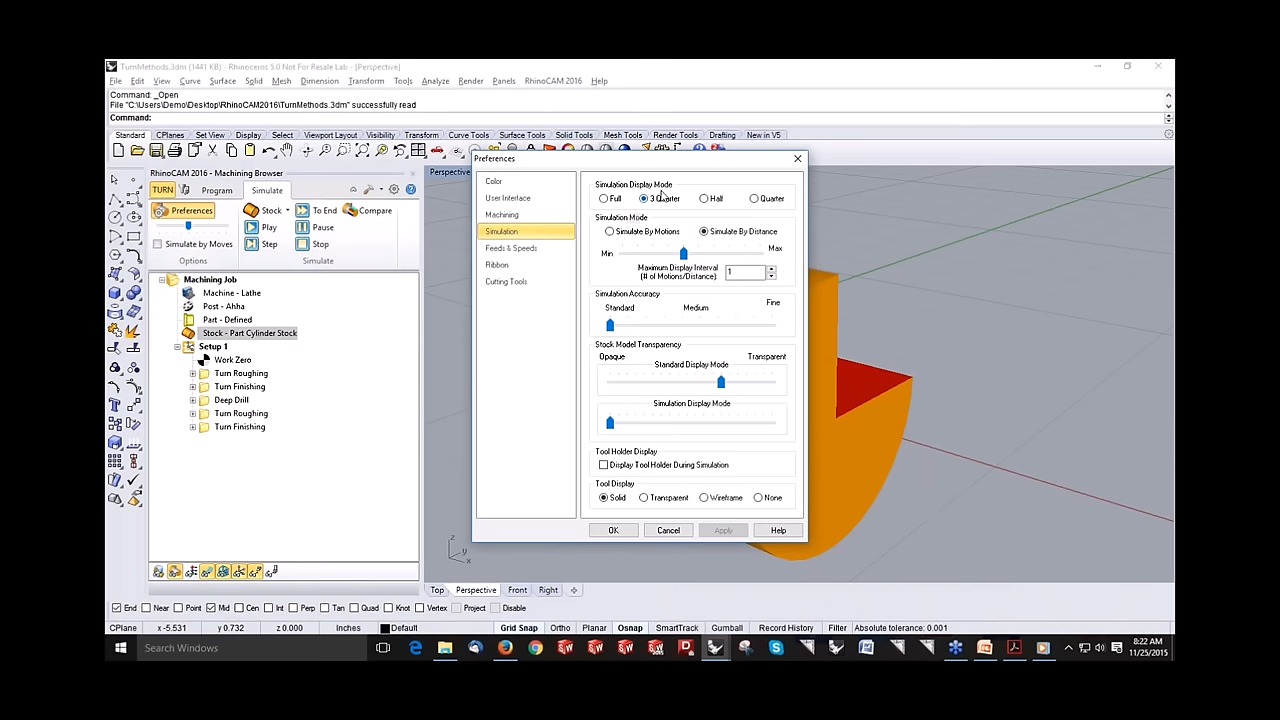 TurnMethods.3dm (1441 KB) - Rhinoceros 5.0 Not For Resale Lab - [Perspective]
File Edit View Curve Surface Solid Mesh Dimension Transform Tools Analyze Render Panels RhinoCAM 2016 Help
Command: _Open
File "C:\Users\Demo\Desktop\RhinoCAM2016\TurnMethods.3dm" successfully read
Command:
Standard CPlanes Set View Display Select Viewport Layout Visibility Transform Curve Tools Surface Tools Solid Tools Mesh Tools Render Tools Drafting New in V5
RhinoCAM 2016 - Machining Browser
TURN Program Simulate
Preferences Stock To End Compare
Play Pause
Simulate by Moves Step Stop
Options Simulate
Machining Job
Machine - Lathe
Post - Ahha
Part - Defined
Stock - Part Cylinder Stock
Setup 1
Work Zero
Turn Roughing
Turn Finishing
Deep Drill
Turn Roughing
Turn Finishing
Perspective
Preferences
Color
User Interface
Machining
Simulation
Feeds & Speeds
Ribbon
Cutting Tools
Simulation Display Mode
Full 3 Quarter Half Quarter
Simulation Mode
Simulate By Motions Simulate By Distance
Min Max
Maximum Display Interval
(# of Motions/Distance): 1
Simulation Accuracy
Standard Medium Fine
Stock Model Transparency
Opaque Transparent
Standard Display Mode
Simulation Display Mode
Tool Holder Display
Display Tool Holder During Simulation
Tool Display
Solid Transparent Wireframe None
OK Cancel Apply Help
z
y
x
Top Perspective Front Right
End Near Point Mid Cen Int Perp Tan Quad Knot Vertex Project Disable
CPlane x -5.531 y 0.732 z 0.000 Inches Default Grid Snap Ortho Planar Osnap SmartTrack Gumball Record History Filter Absolute tolerance: 0.001
Search Windows
8:22 AM
11/25/2015